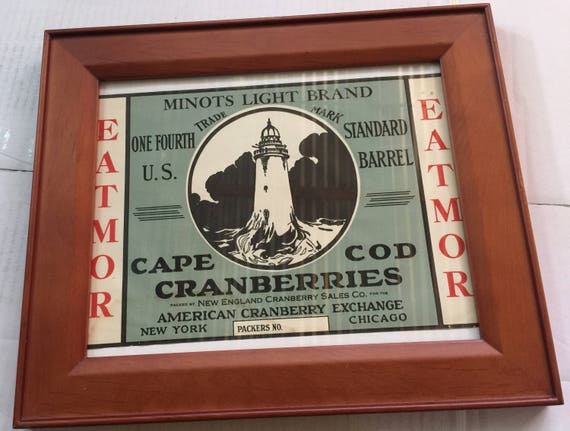 MINOTS LIGHT BRAND
TRADE MARK
ONE FOURTH STANDARD
U.S. BARREL
EATMOR
EATMOR
CAPE COD
CRANBERRIES
PACKED BY NEW ENGLAND CRANBERRY SALES CO. FOR THE
AMERICAN CRANBERRY EXCHANGE
NEW YORK PACKERS NO. CHICAGO